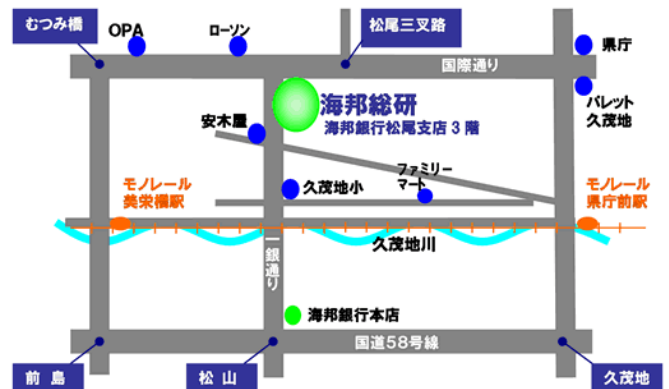 むつみ橋
OPA
ローソン
松尾三叉路
県庁
国際通り
パレット
久茂地
海邦総研
海邦銀行松尾支店3階
安木屋
ファミリー
マート
久茂地小
モノレール
美栄橋駅
モノレール
県庁前駅
久茂地川
一銀通り
海邦銀行本店
国道58号線
前島
松山
久茂地